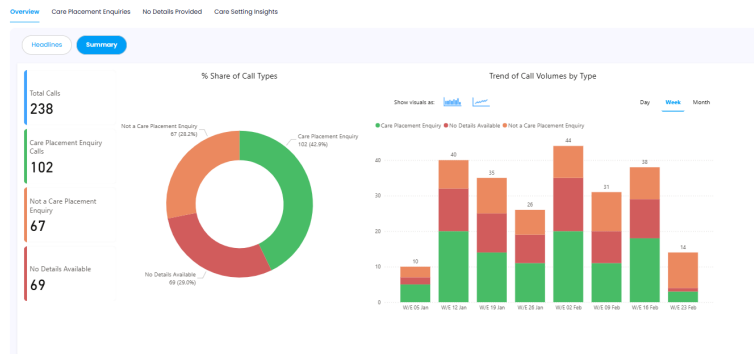 Overview Care Placement Enquiries No Details Provided Care Setting Insights
Headlines Summary
Total Calls
238
Care Placement Enquiry
Calls
102
Not a Care Placement
Enquiry
67
No Details Available
69
% Share of Call Types
Not a Care Placement Enquiry
67 (28.2%)
Care Placement Enquiry
102 (42.9%)
No Details Available
69 (29.0%)
Trend of Call Volumes by Type
Show visuals as:
Day Week Month
Care Placement Enquiry No Details Available Not a Care Placement Enquiry
40
30
20
10
0
10
40
35
26
44
31
38
14
W/E 05 Jan W/E 12 Jan W/E 19 Jan W/E 26 Jan W/E 02 Feb W/E 09 Feb W/E 16 Feb W/E 23 Feb